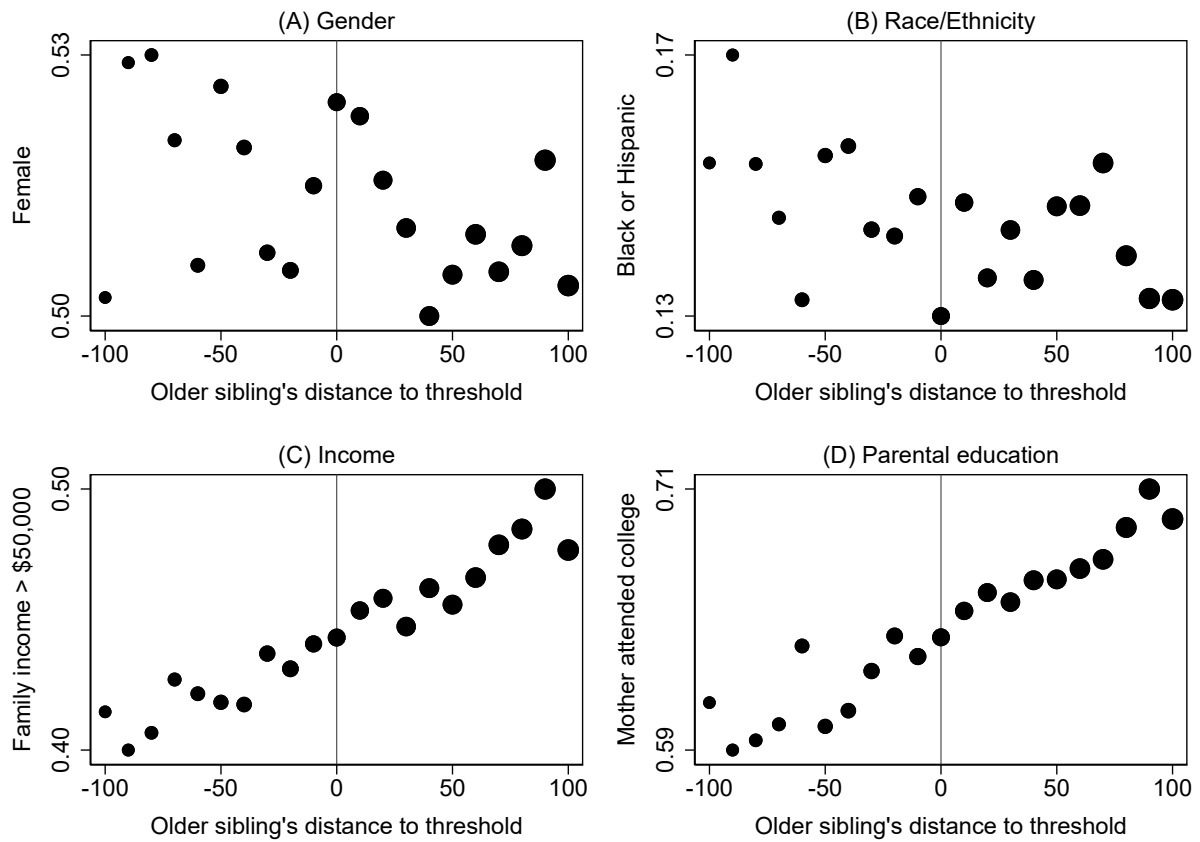 (A) Gender
0.53
Female
0.50
-100 -50 0 50 100
Older sibling's distance to threshold
(B) Race/Ethnicity
0.17
Black or Hispanic
0.13
-100 -50 0 50 100
Older sibling's distance to threshold
(C) Income
0.50
Family income > $50,000
0.40
-100 -50 0 50 100
Older sibling's distance to threshold
(D) Parental education
0.71
Mother attended college
0.59
-100 -50 0 50 100
Older sibling's distance to threshold